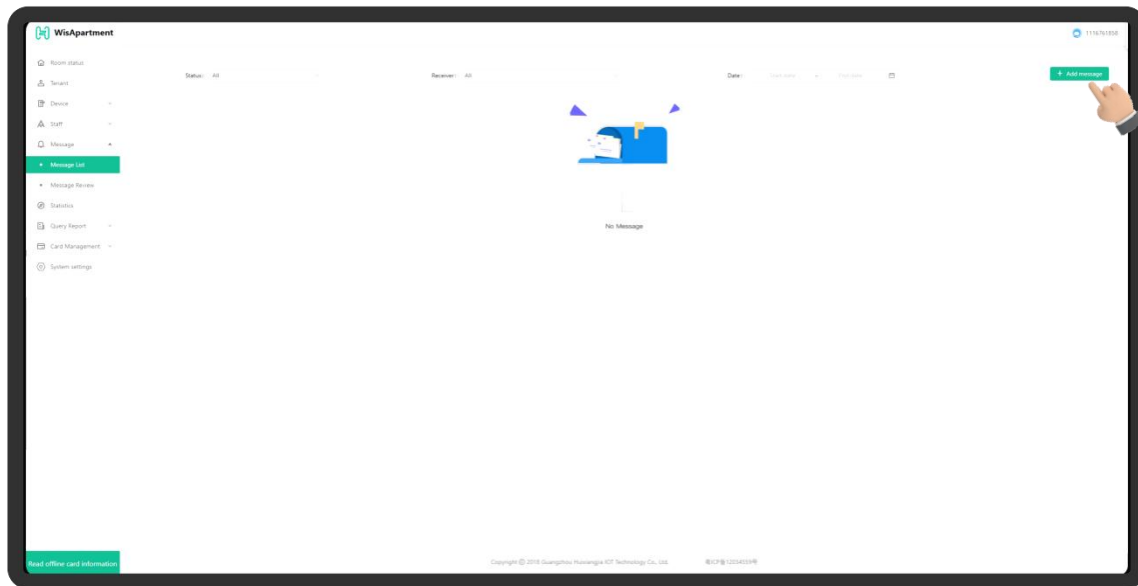 WisApartment
1116761858
Room status
Tenant
Device
Staff
Message
Message List
Message Review
Statistics
Query Report
Card Management
System settings
Status: All
Receiver: All
Date:
+ Add message
No Message
Read offline card information
Copyright © 2018 Guangzhou IOT Technology Co., Ltd.